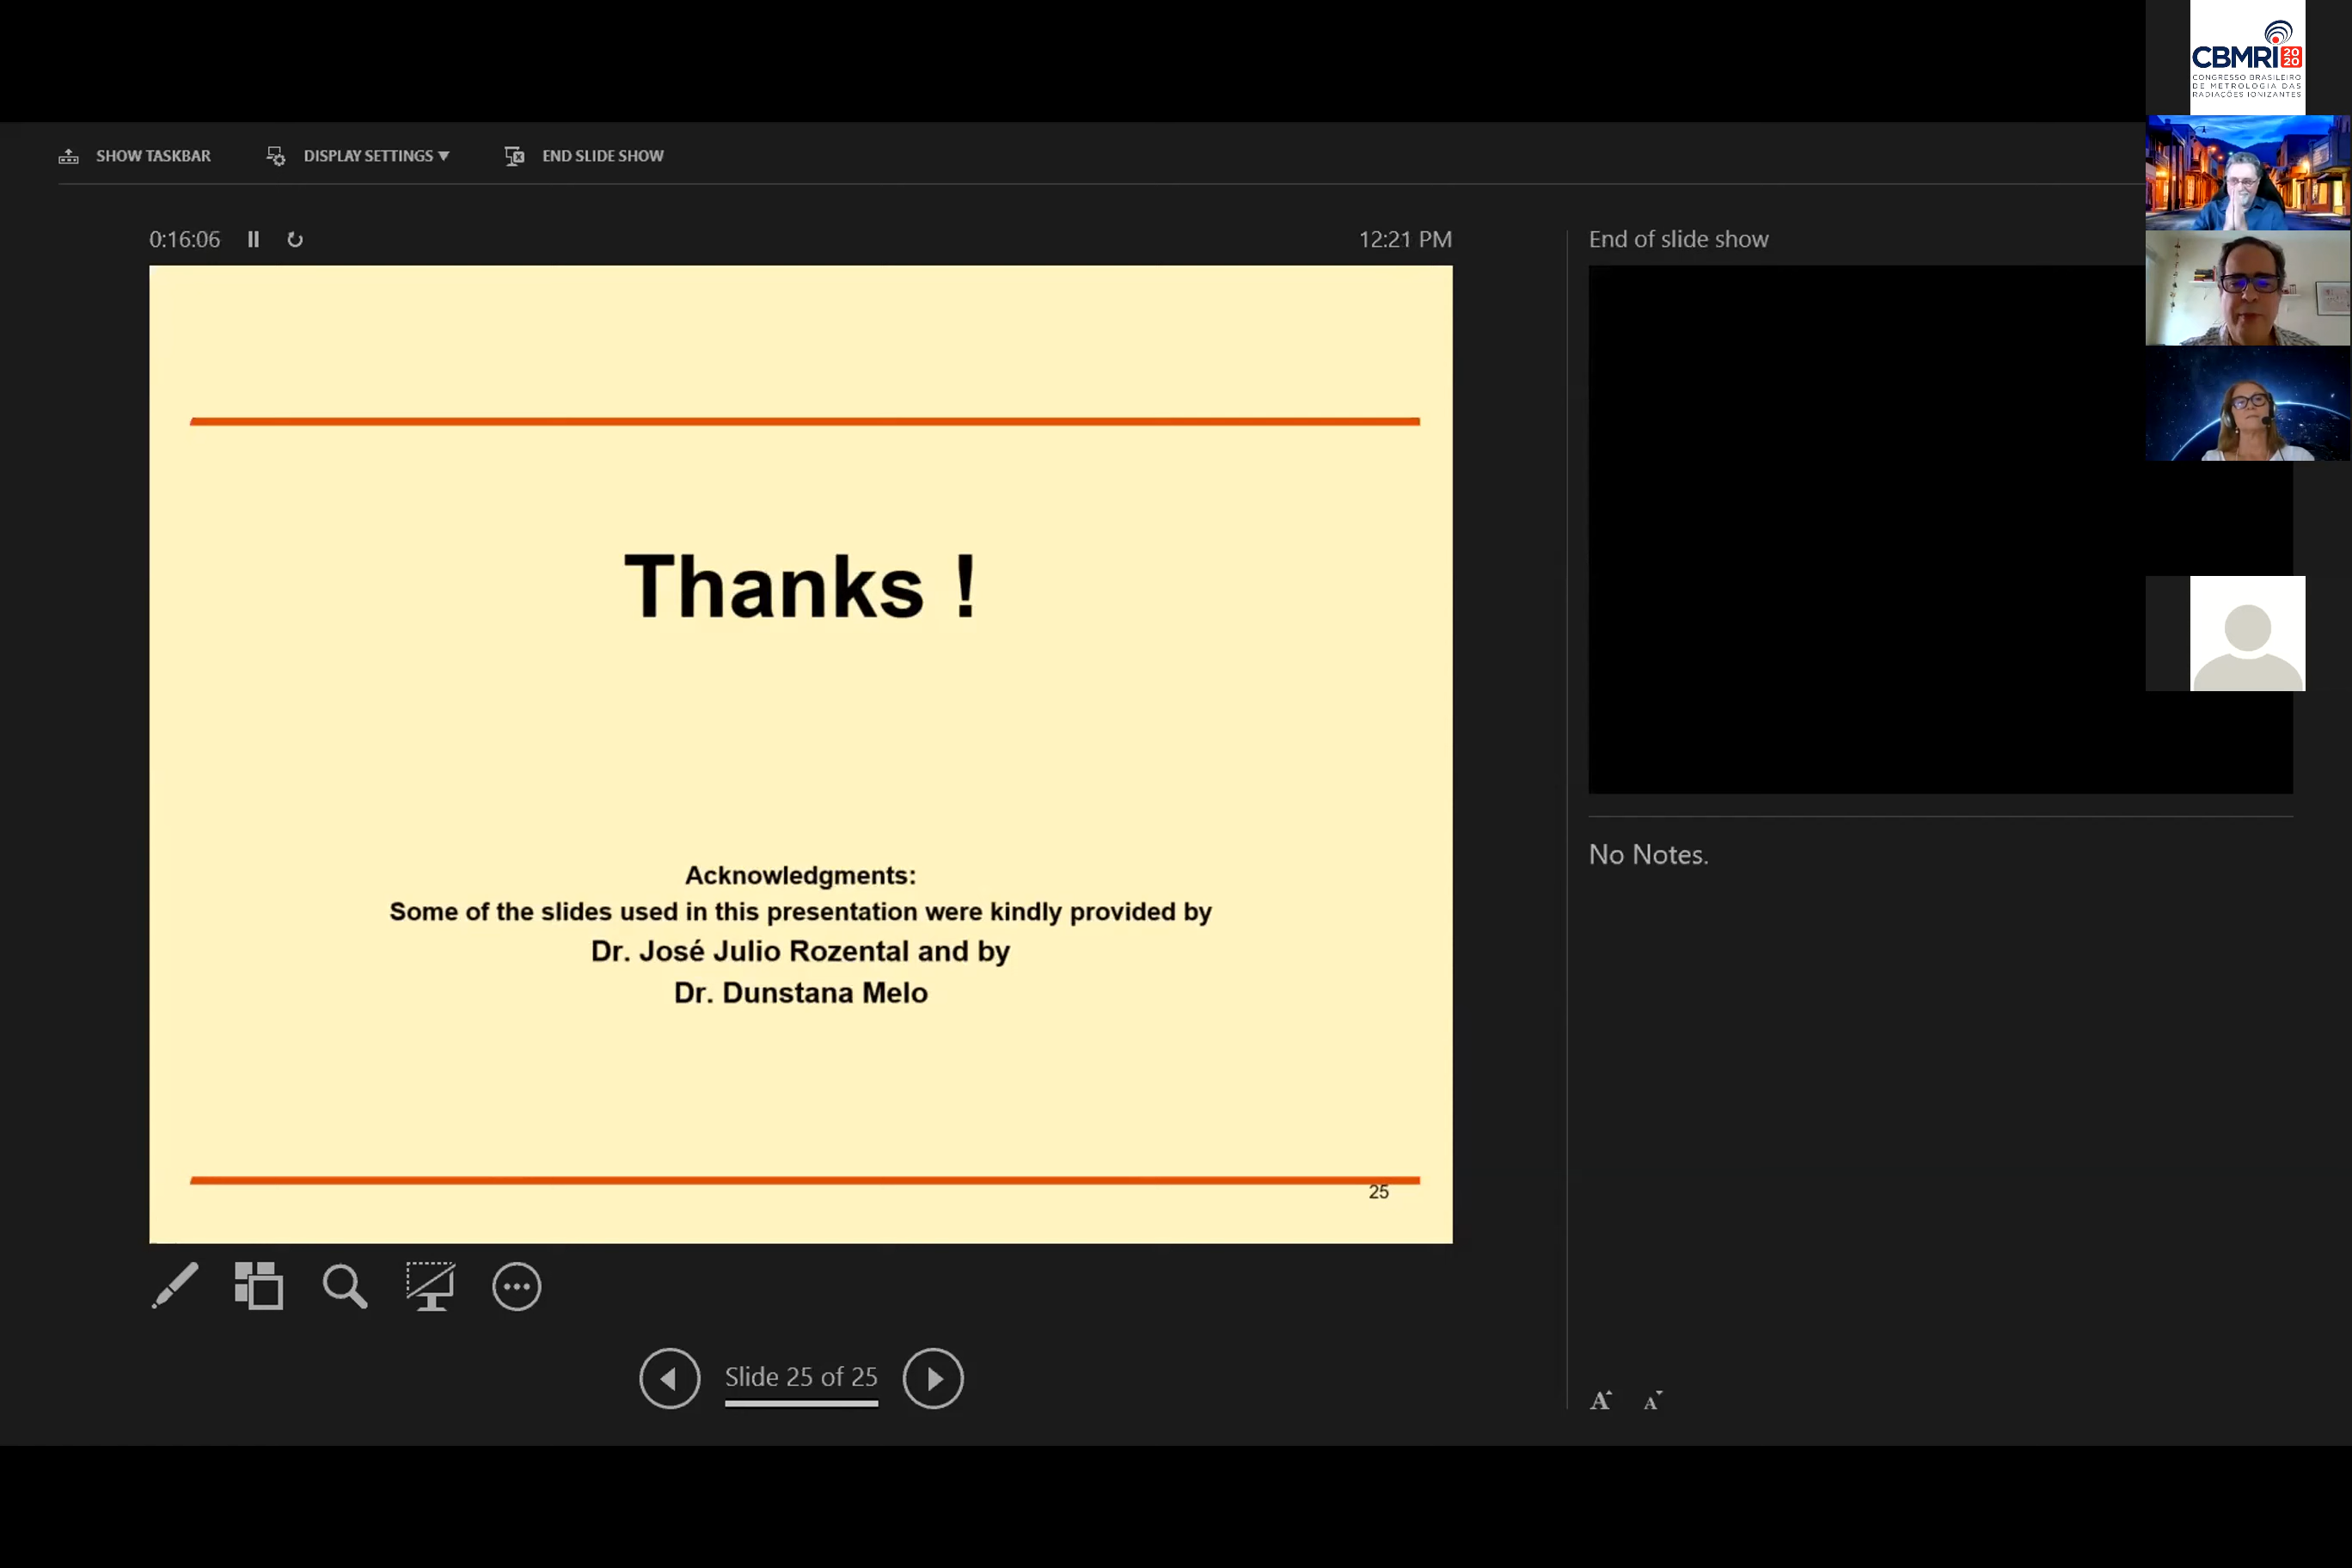 CBMRI 20 20
CONGRESSO BRASILEIRO
DE METROLOGIA DAS
RADIAÇÕES IONIZANTES
SHOW TASKBAR
DISPLAY SETTINGS
END SLIDE SHOW
0:16:06
12:21 PM
End of slide show
Thanks !
Acknowledgments:
Some of the slides used in this presentation were kindly provided by
Dr. José Julio Rozental and by
Dr. Dunstana Melo
25
No Notes.
Slide 25 of 25
A A